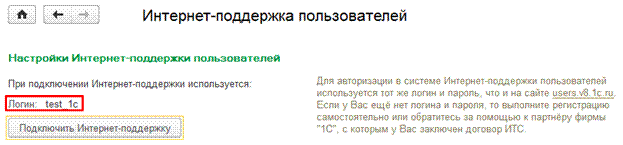 Интернет-поддержка пользователей
Настройки Интернет-поддержки пользователей
При подключении Интернет-поддержки используется:
Логин: test_1c
Подключить Интернет-поддержку
Для авторизации в системе Интернет-поддержки пользователей
используется тот же логин и пароль, что и на сайте users.v8.1c.ru.
Если у Вас ещё нет логина и пароля, то выполните регистрацию
самостоятельно или обратитесь за помощью к партнёру фирмы
"1С", с которым у Вас заключен договор ИТС.